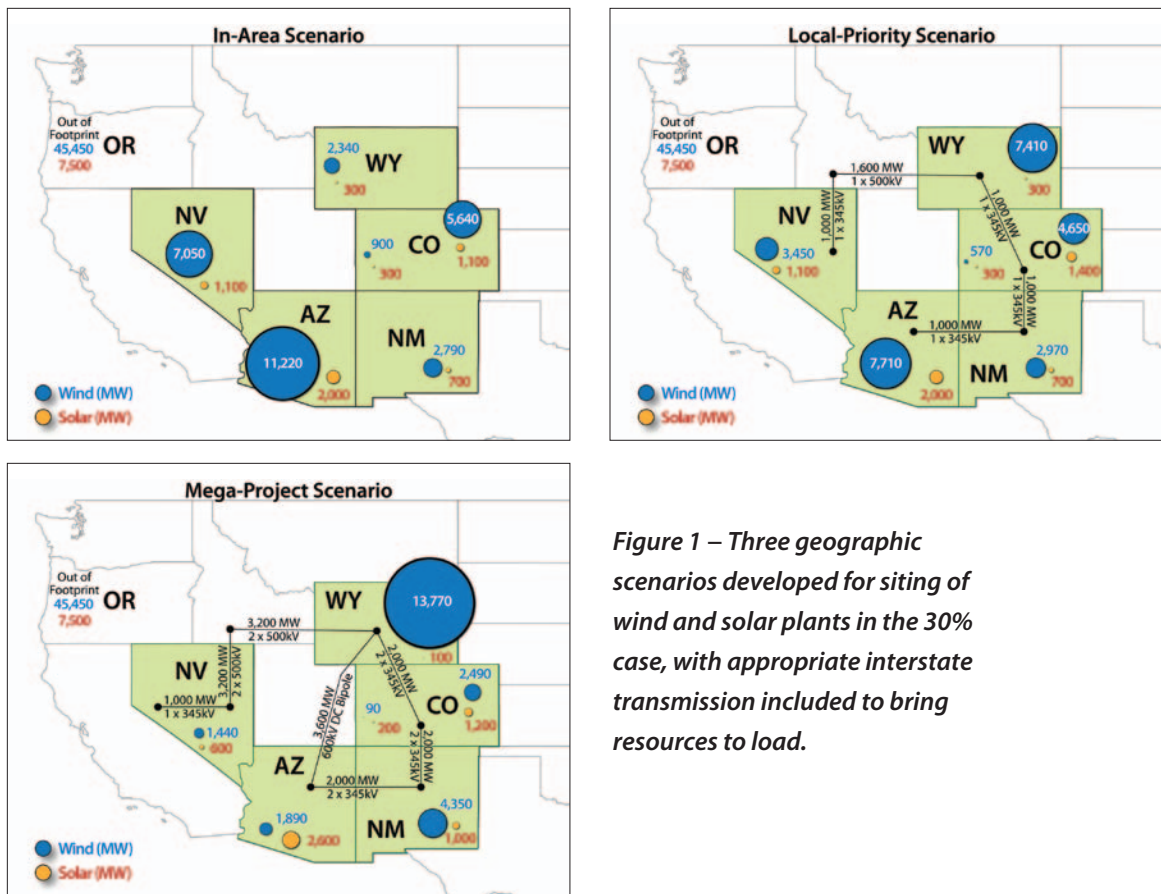 In-Area Scenario
Out of
Footprint
45,450
7,500
OR
WY
2,340
300
NV
7,050
1,100
5,640
CO
900
300
1,100
AZ
11,220
2,000
NM
2,790
700
Wind (MW)
Solar (MW)
Local-Priority Scenario
Out of
Footprint
45,450
7,500
OR
WY
7,410
300
1,600 MW
1 x 500kV
1,000 MW
1 x 345kV
1,000 MW
1 x 345kV
NV
3,450
1,100
4,650
CO
570
300
1,400
1,000 MW
1 x 345kV
AZ
1,000 MW
1 x 345kV
7,710
2,000
2,970
NM
700
Wind (MW)
Solar (MW)
Mega-Project Scenario
Out of
Footprint
45,450
7,500
OR
WY
13,770
100
3,200 MW
2 x 500kV
3,200 MW
2 x 500kV
2,000 MW
2 x 345kV
NV
1,000 MW
1 x 345kV
1,440
600
3,600 MW
600kV DC Bipole
2,490
CO
90
200
1,200
2,000 MW
2 x 345kV
AZ
2,000 MW
2 x 345kV
1,890
2,600
4,350
NM
1,000
Wind (MW)
Solar (MW)
Figure 1 – Three geographic
scenarios developed for siting of
wind and solar plants in the 30%
case, with appropriate interstate
transmission included to bring
resources to load.